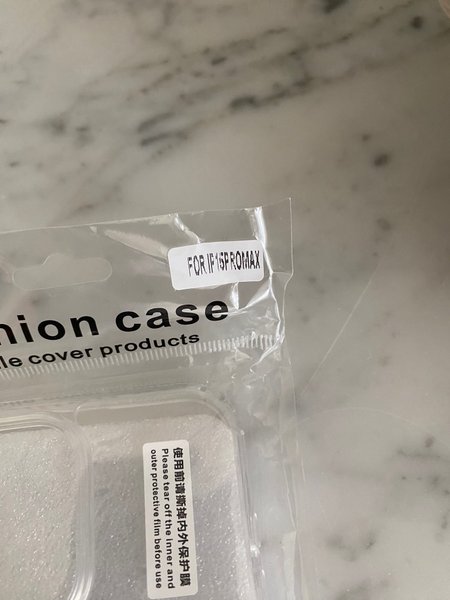 FOR IP15PROMAX
nion case
le cover products
使用前请撕掉内外保护膜
Please tear off the inner and
outer protective film before use